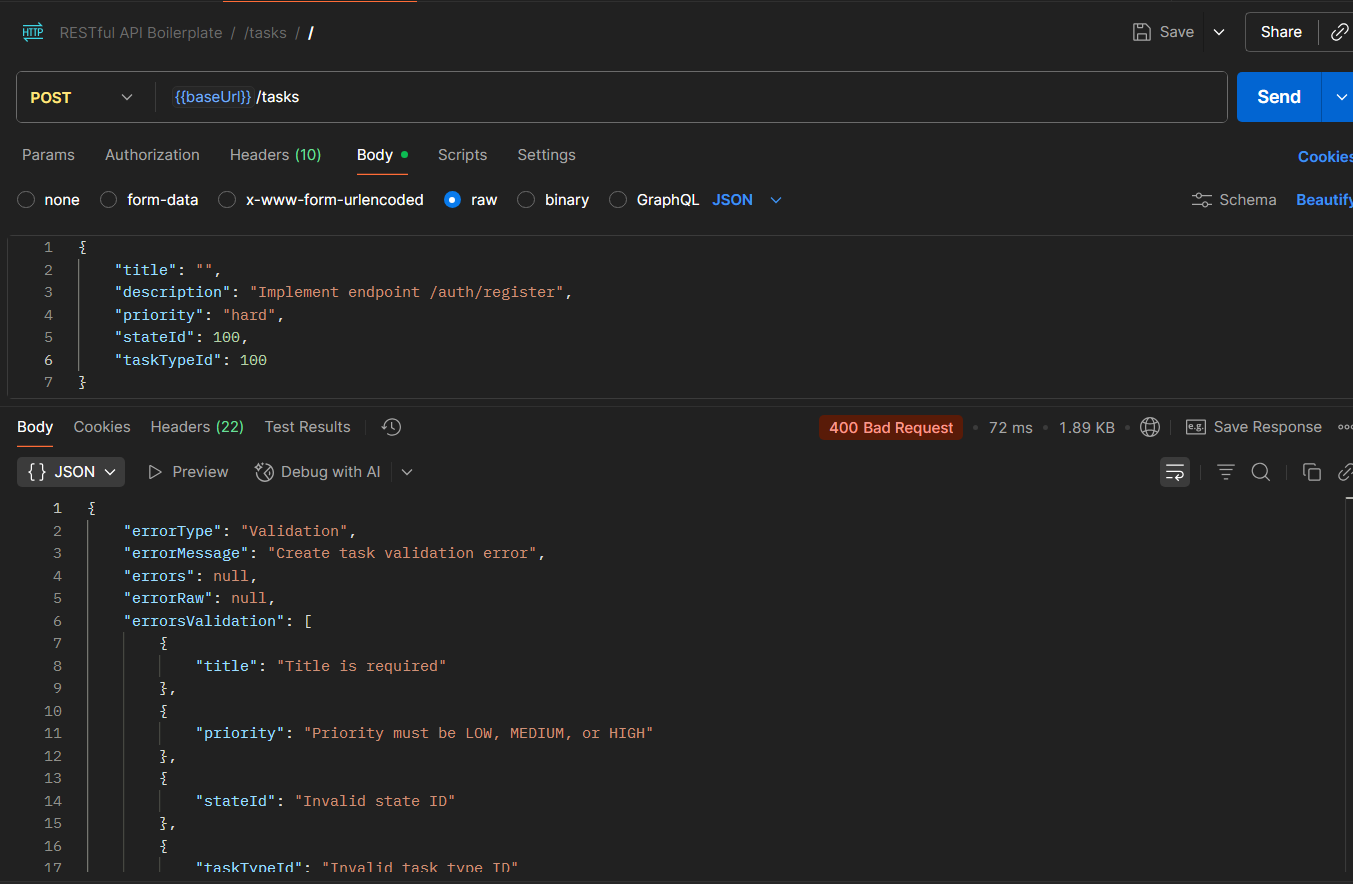 HTTP RESTful API Boilerplate / /tasks / / Save Share
POST {{baseUrl}} /tasks Send
Params Authorization Headers (10) Body Scripts Settings Cookies
none form-data x-www-form-urlencoded raw binary GraphQL JSON Schema Beautify
1 {
2 "title": "",
3 "description": "Implement endpoint /auth/register",
4 "priority": "hard",
5 "stateId": 100,
6 "taskTypeId": 100
7 }
Body Cookies Headers (22) Test Results 400 Bad Request • 72 ms • 1.89 KB • e.g. Save Response
{} JSON Preview Debug with AI
1 {
2 "errorType": "Validation",
3 "errorMessage": "Create task validation error",
4 "errors": null,
5 "errorRaw": null,
6 "errorsValidation": [
7 {
8 "title": "Title is required"
9 },
10 {
11 "priority": "Priority must be LOW, MEDIUM, or HIGH"
12 },
13 {
14 "stateId": "Invalid state ID"
15 },
16 {
17 "taskTypeId": "Invalid task type ID"